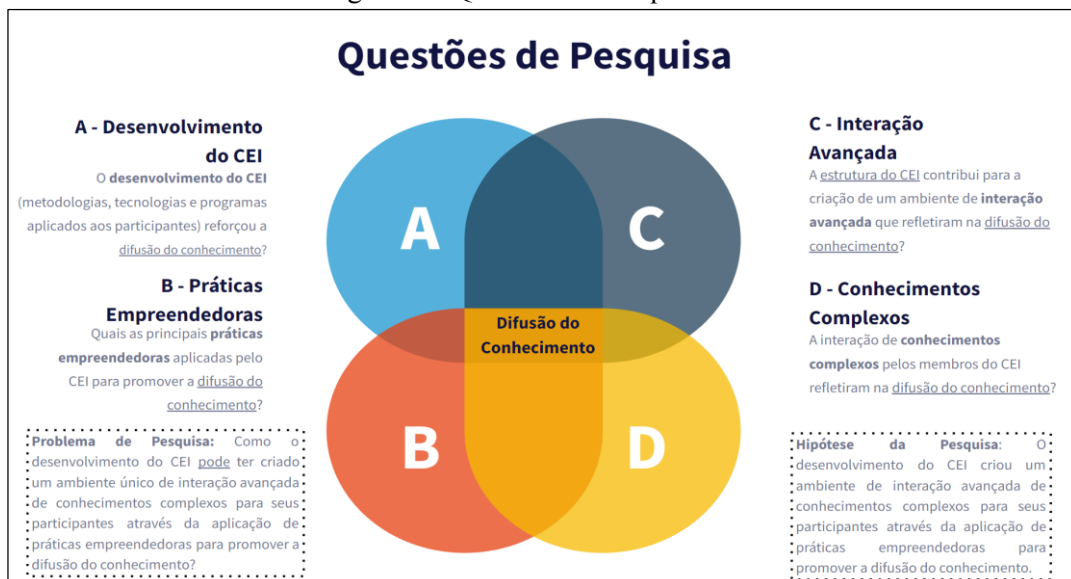 Questões de Pesquisa
A - Desenvolvimento
do CEI
O desenvolvimento do CEI
(metodologias, tecnologias e programas
aplicados aos participantes) reforçou a
difusão do conhecimento?
B - Práticas
Empreendedoras
Quais as principais práticas
empreendedoras aplicadas pelo
CEI para promover a difusão do
conhecimento?
Problema de Pesquisa: Como o
desenvolvimento do CEI pode ter criado
um ambiente único de interação avançada
de conhecimentos complexos para seus
participantes através da aplicação de
práticas empreendedoras para promover a
difusão do conhecimento?
A
C
Difusão do
Conhecimento
B
D
C - Interação
Avançada
A estrutura do CEI contribui para a
criação de um ambiente de interação
avançada que refletiram na difusão do
conhecimento?
D - Conhecimentos
Complexos
A interação de conhecimentos
complexos pelos membros do CEI
refletiram na difusão do conhecimento?
Hipótese da Pesquisa: O
desenvolvimento do CEI criou um
ambiente de interação avançada de
conhecimentos complexos para seus
participantes através da aplicação de
práticas empreendedoras para
promover a difusão do conhecimento.